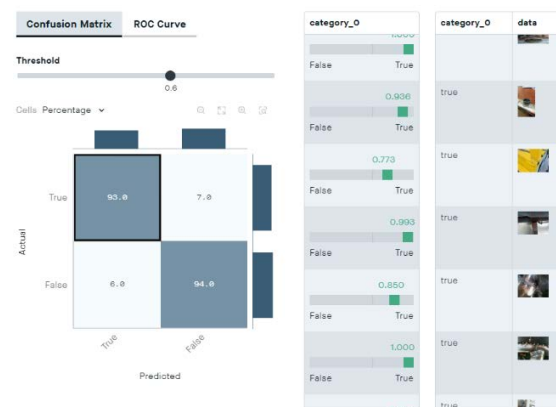 Confusion Matrix ROC Curve
Threshold
0.6
Cells Percentage
True 93.0 7.0
False 6.0 94.0
Actual
True False
Predicted
category_0
1.000
False True
0.936
False True
0.773
False True
0.993
False True
0.850
False True
1.000
False True
category_0 data
true
true
true
true
true
true